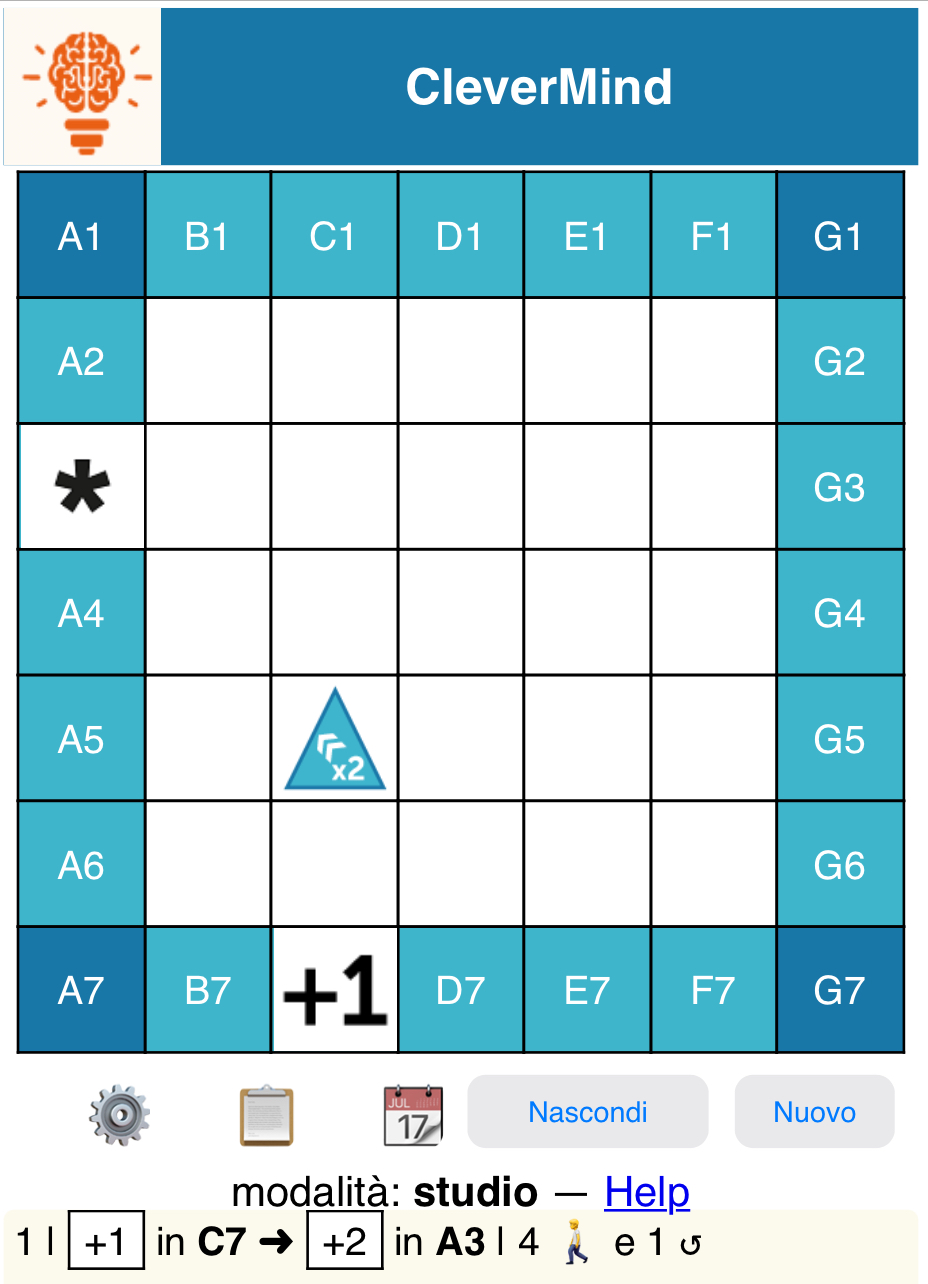 CleverMind
A1 B1 C1 D1 E1 F1 G1
A2 G2
* G3
A4 G4
A5 x2 G5
A6 G6
A7 B7 +1 D7 E7 F7 G7
JUL 17 Nascondi Nuovo
modalità: studio — Help
1 | +1 in C7 ➜ +2 in A3 | 4 🚶 e 1 ↺